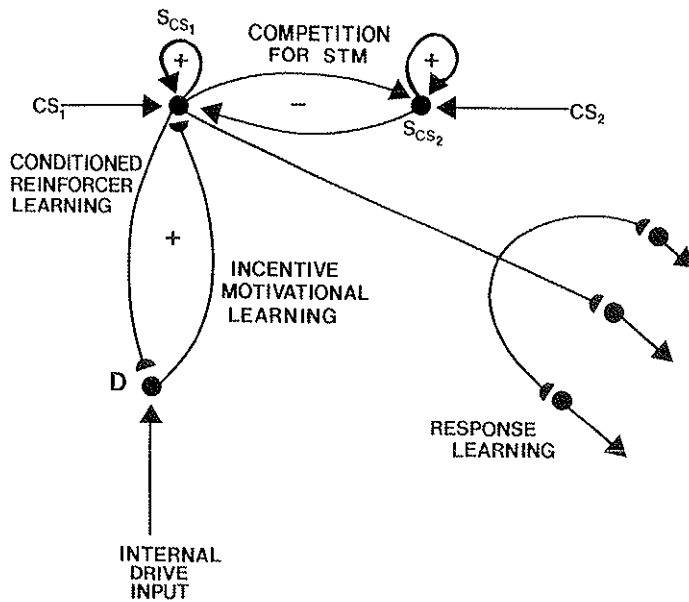 S_CS₁
COMPETITION
FOR STM
+
+
CS₁
−
S_CS₂
CS₂
CONDITIONED
REINFORCER
LEARNING
+
INCENTIVE
MOTIVATIONAL
LEARNING
D
RESPONSE
LEARNING
INTERNAL
DRIVE
INPUT